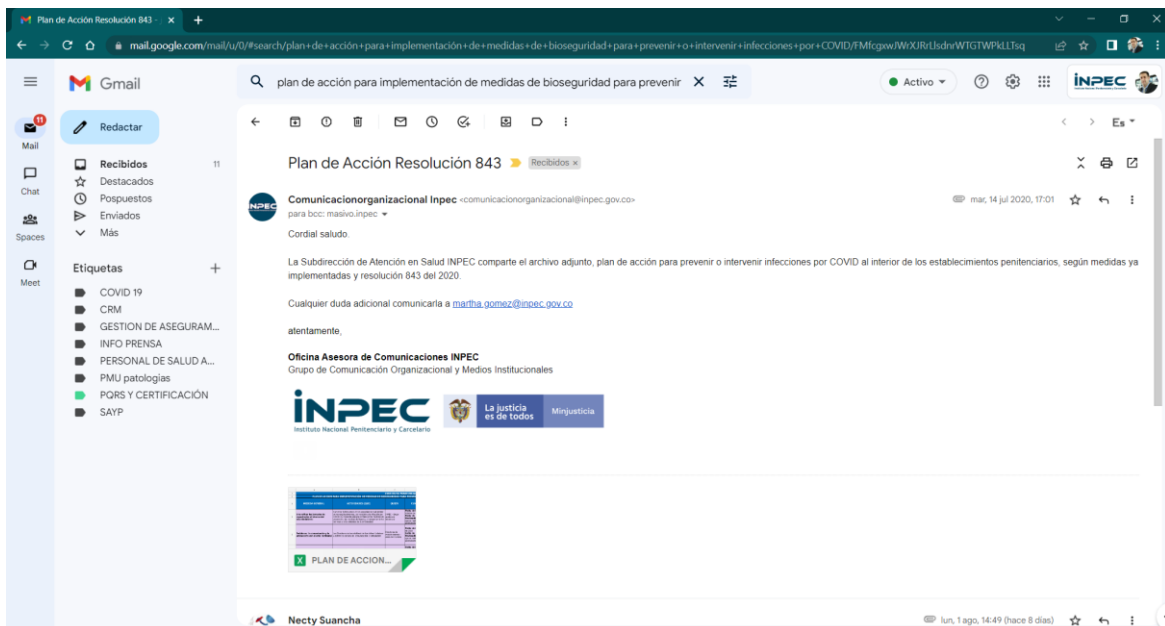 Plan de Acción Resolución 843 -
mail.google.com/mail/u/0/#search/plan+de+acción+para+implementación+de+medidas+de+bioseguridad+para+prevenir+o+intervenir+infecciones+por+COVID/
Gmail
plan de acción para implementación de medidas de bioseguridad para prevenir
Activo
INPEC
11
Mail
Chat
Spaces
Meet
Redactar
Recibidos 11
Destacados
Pospuestos
Enviados
Más
Etiquetas
COVID 19
CRM
GESTION DE ASEGURAM...
INFO PRENSA
PERSONAL DE SALUD A...
PMU patologias
PQRS Y CERTIFICACIÓN
SAYP
Es
Plan de Acción Resolución 843 Recibidos x
INPEC
Comunicacionorganizacional Inpec <comunicacionorganizacional@inpec.gov.co> mar, 14 jul 2020, 17:01
para bcc: masivo.inpec
Cordial saludo.
La Subdirección de Atención en Salud INPEC comparte el archivo adjunto, plan de acción para prevenir o intervenir infecciones por COVID al interior de los establecimientos penitenciarios, según medidas ya
implementadas y resolución 843 del 2020.
Cualquier duda adicional comunicarla a martha.gomez@inpec.gov.co
atentamente,
Oficina Asesora de Comunicaciones INPEC
Grupo de Comunicación Organizacional y Medios Institucionales
INPEC
Instituto Nacional Penitenciario y Carcelario
La justicia
es de todos
Minjusticia
X PLAN DE ACCION...
Necty Suancha lun, 1 ago, 14:49 (hace 8 días)